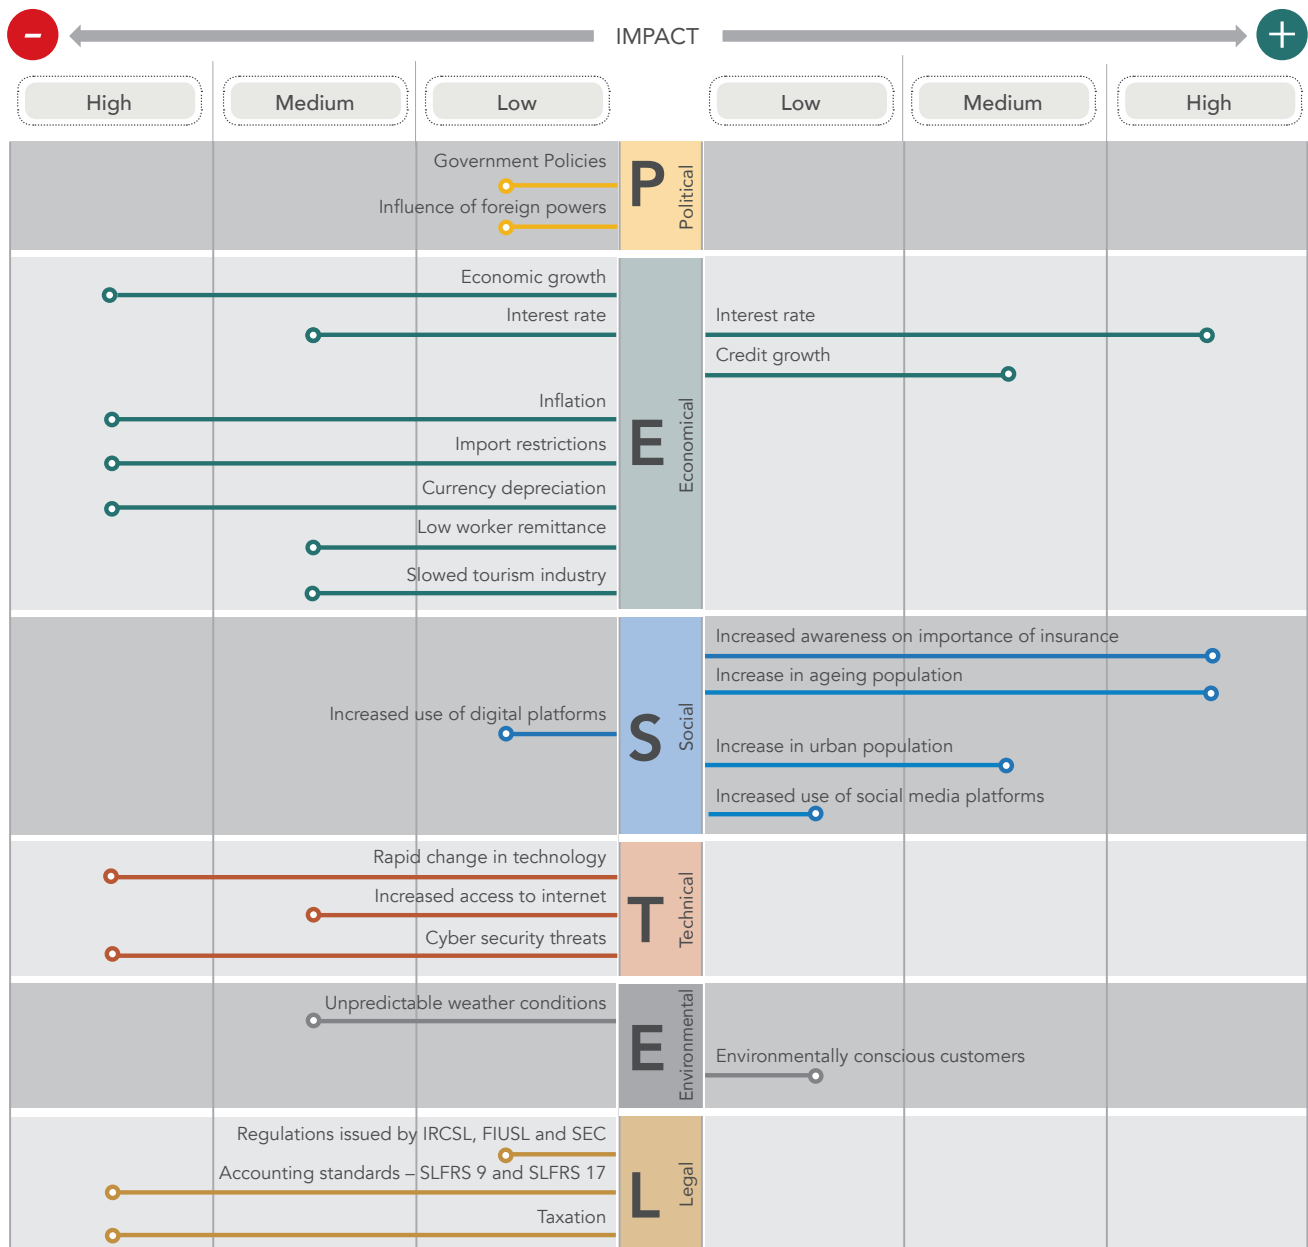 –
IMPACT
+
High
Medium
Low
Low
Medium
High
Government Policies
Influence of foreign powers
P
Political
Economic growth
Interest rate
Inflation
Import restrictions
Currency depreciation
Low worker remittance
Slowed tourism industry
E
Economical
Interest rate
Credit growth
Increased use of digital platforms
S
Social
Increased awareness on importance of insurance
Increase in ageing population
Increase in urban population
Increased use of social media platforms
Rapid change in technology
Increased access to internet
Cyber security threats
T
Technical
Unpredictable weather conditions
E
Environmental
Environmentally conscious customers
Regulations issued by IRCSL, FIUSL and SEC
Accounting standards – SLFRS 9 and SLFRS 17
Taxation
L
Legal